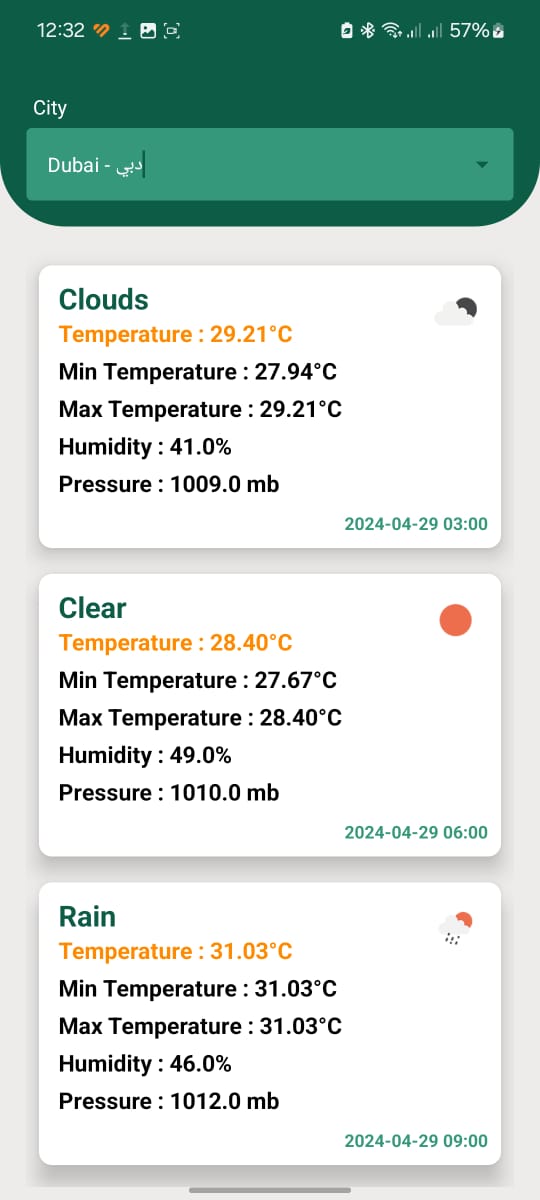 12:32 57%
City
Dubai - دبي
Clouds
Temperature : 29.21°C
Min Temperature : 27.94°C
Max Temperature : 29.21°C
Humidity : 41.0%
Pressure : 1009.0 mb
2024-04-29 03:00
Clear
Temperature : 28.40°C
Min Temperature : 27.67°C
Max Temperature : 28.40°C
Humidity : 49.0%
Pressure : 1010.0 mb
2024-04-29 06:00
Rain
Temperature : 31.03°C
Min Temperature : 31.03°C
Max Temperature : 31.03°C
Humidity : 46.0%
Pressure : 1012.0 mb
2024-04-29 09:00